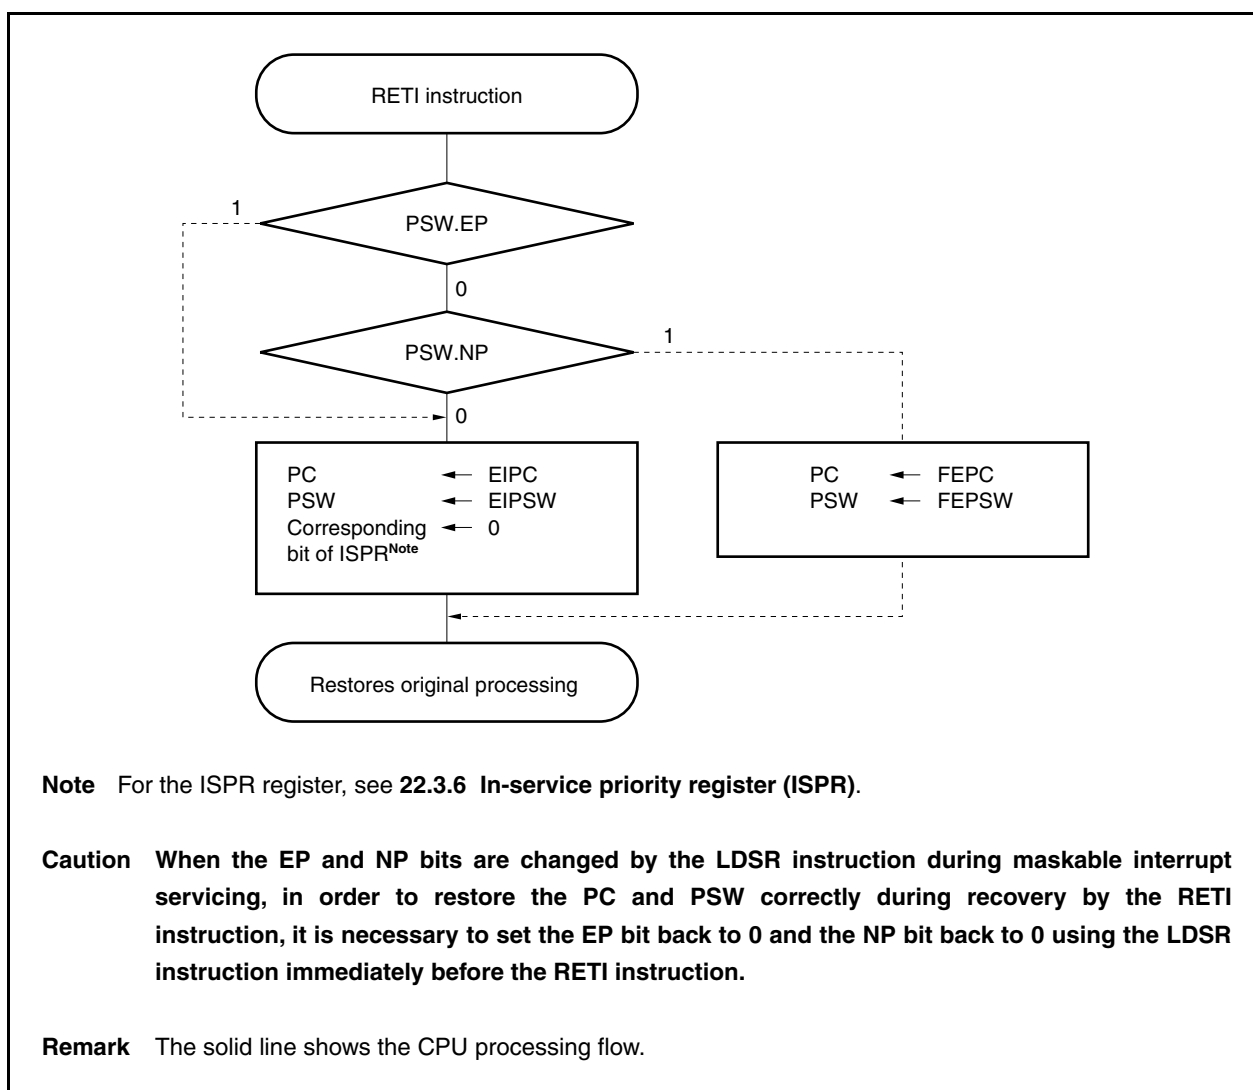 RETI instruction
1
PSW.EP
0
PSW.NP
1
0
PC ← EIPC
PSW ← EIPSW
Corresponding ← 0
bit of ISPRNote
PC ← FEPC
PSW ← FEPSW
Restores original processing
Note For the ISPR register, see 22.3.6 In-service priority register (ISPR).
Caution When the EP and NP bits are changed by the LDSR instruction during maskable interrupt
servicing, in order to restore the PC and PSW correctly during recovery by the RETI
instruction, it is necessary to set the EP bit back to 0 and the NP bit back to 0 using the LDSR
instruction immediately before the RETI instruction.
Remark The solid line shows the CPU processing flow.